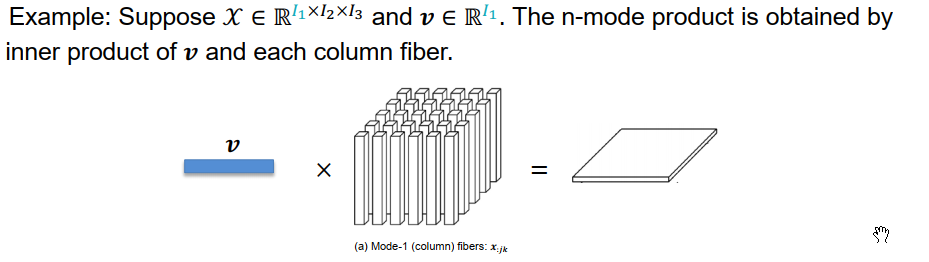 Example: Suppose 𝒳 ∈ ℝ^{I₁×I₂×I₃} and 𝒗 ∈ ℝ^{I₁}. The n-mode product is obtained by
inner product of 𝒗 and each column fiber.
𝒗
×
=
(a) Mode-1 (column) fibers: 𝒙_{:jk}